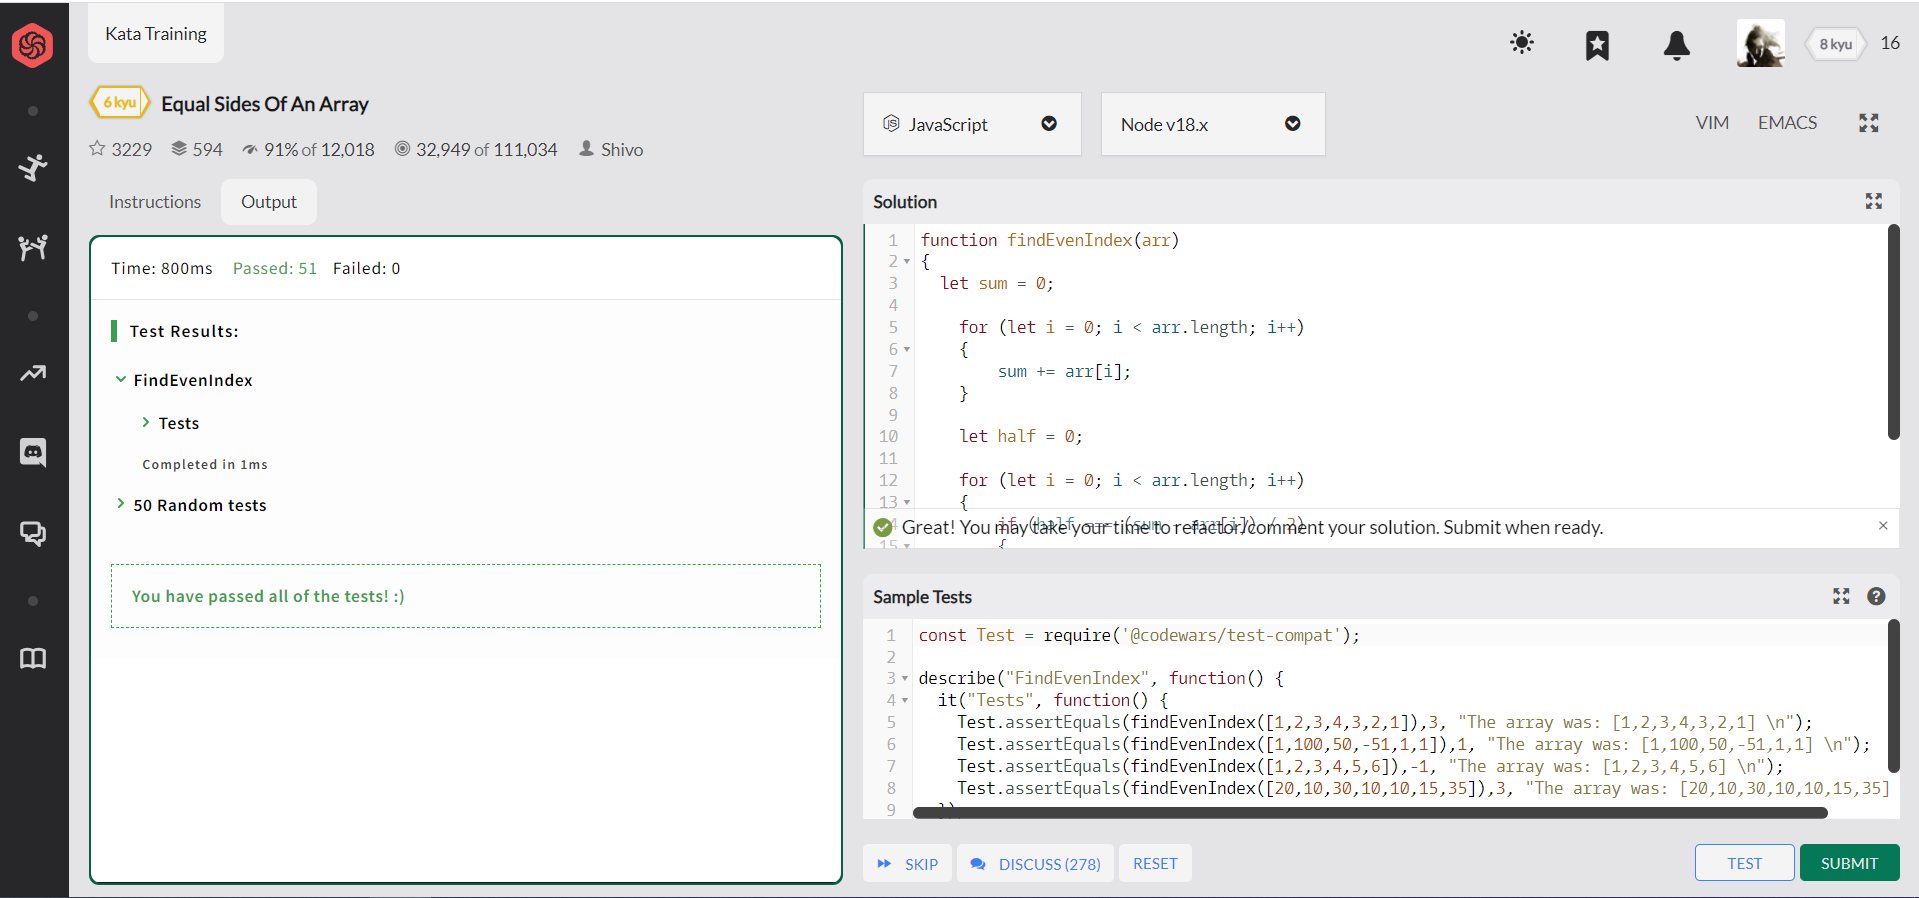 Kata Training
8 kyu 16
6 kyu Equal Sides Of An Array
3229 594 91% of 12,018 32,949 of 111,034 Shivo
Instructions Output
Time: 800ms Passed: 51 Failed: 0
Test Results:
FindEvenIndex
Tests
Completed in 1ms
50 Random tests
You have passed all of the tests! :)
JS JavaScript Node v18.x VIM EMACS
Solution
1 function findEvenIndex(arr)
2 {
3 let sum = 0;
4
5 for (let i = 0; i < arr.length; i++)
6 {
7 sum += arr[i];
8 }
9
10 let half = 0;
11
12 for (let i = 0; i < arr.length; i++)
13 {
14 if (half === (sum - arr[i]) / 2)
Great! You may take your time to refactor/comment your solution. Submit when ready. ×
15 {
Sample Tests
1 const Test = require('@codewars/test-compat');
2
3 describe("FindEvenIndex", function() {
4 it("Tests", function() {
5 Test.assertEquals(findEvenIndex([1,2,3,4,3,2,1]),3, "The array was: [1,2,3,4,3,2,1] \n");
6 Test.assertEquals(findEvenIndex([1,100,50,-51,1,1]),1, "The array was: [1,100,50,-51,1,1] \n");
7 Test.assertEquals(findEvenIndex([1,2,3,4,5,6]),-1, "The array was: [1,2,3,4,5,6] \n");
8 Test.assertEquals(findEvenIndex([20,10,30,10,10,15,35]),3, "The array was: [20,10,30,10,10,15,35]
9
SKIP DISCUSS (278) RESET TEST SUBMIT